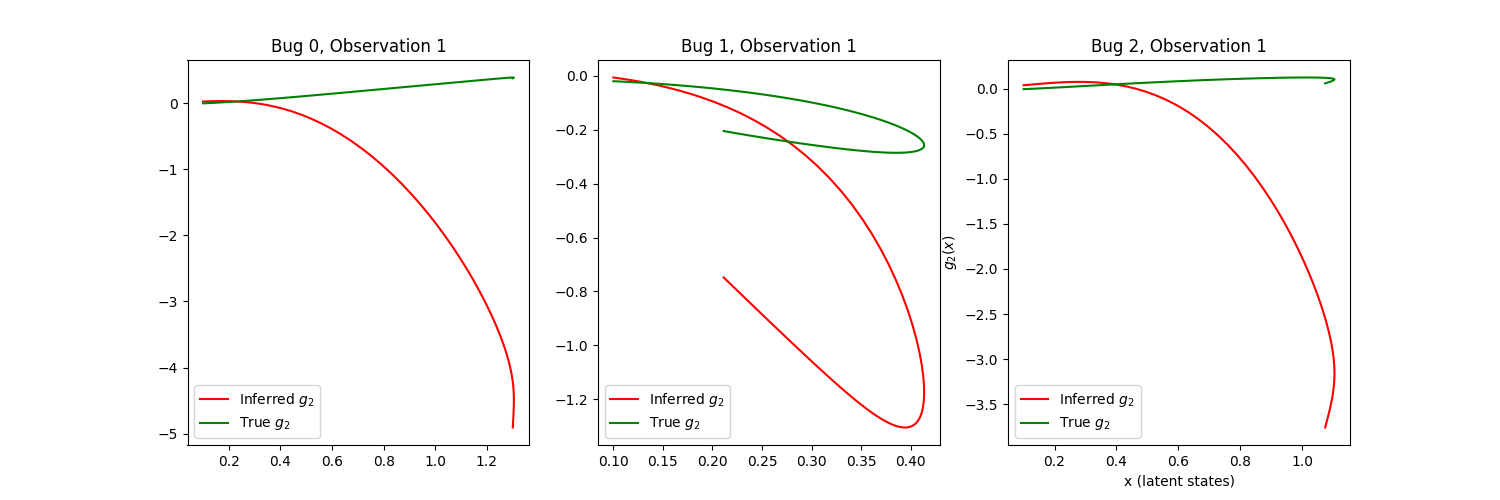 Bug 0, Observation 1
0
−1
−2
−3
−4
−5
0.2 0.4 0.6 0.8 1.0 1.2
Inferred g₂
True g₂
Bug 1, Observation 1
0.0
−0.2
−0.4
−0.6
−0.8
−1.0
−1.2
0.10 0.15 0.20 0.25 0.30 0.35 0.40
Inferred g₂
True g₂
Bug 2, Observation 1
g₂(x)
0.0
−0.5
−1.0
−1.5
−2.0
−2.5
−3.0
−3.5
0.2 0.4 0.6 0.8 1.0
x (latent states)
Inferred g₂
True g₂